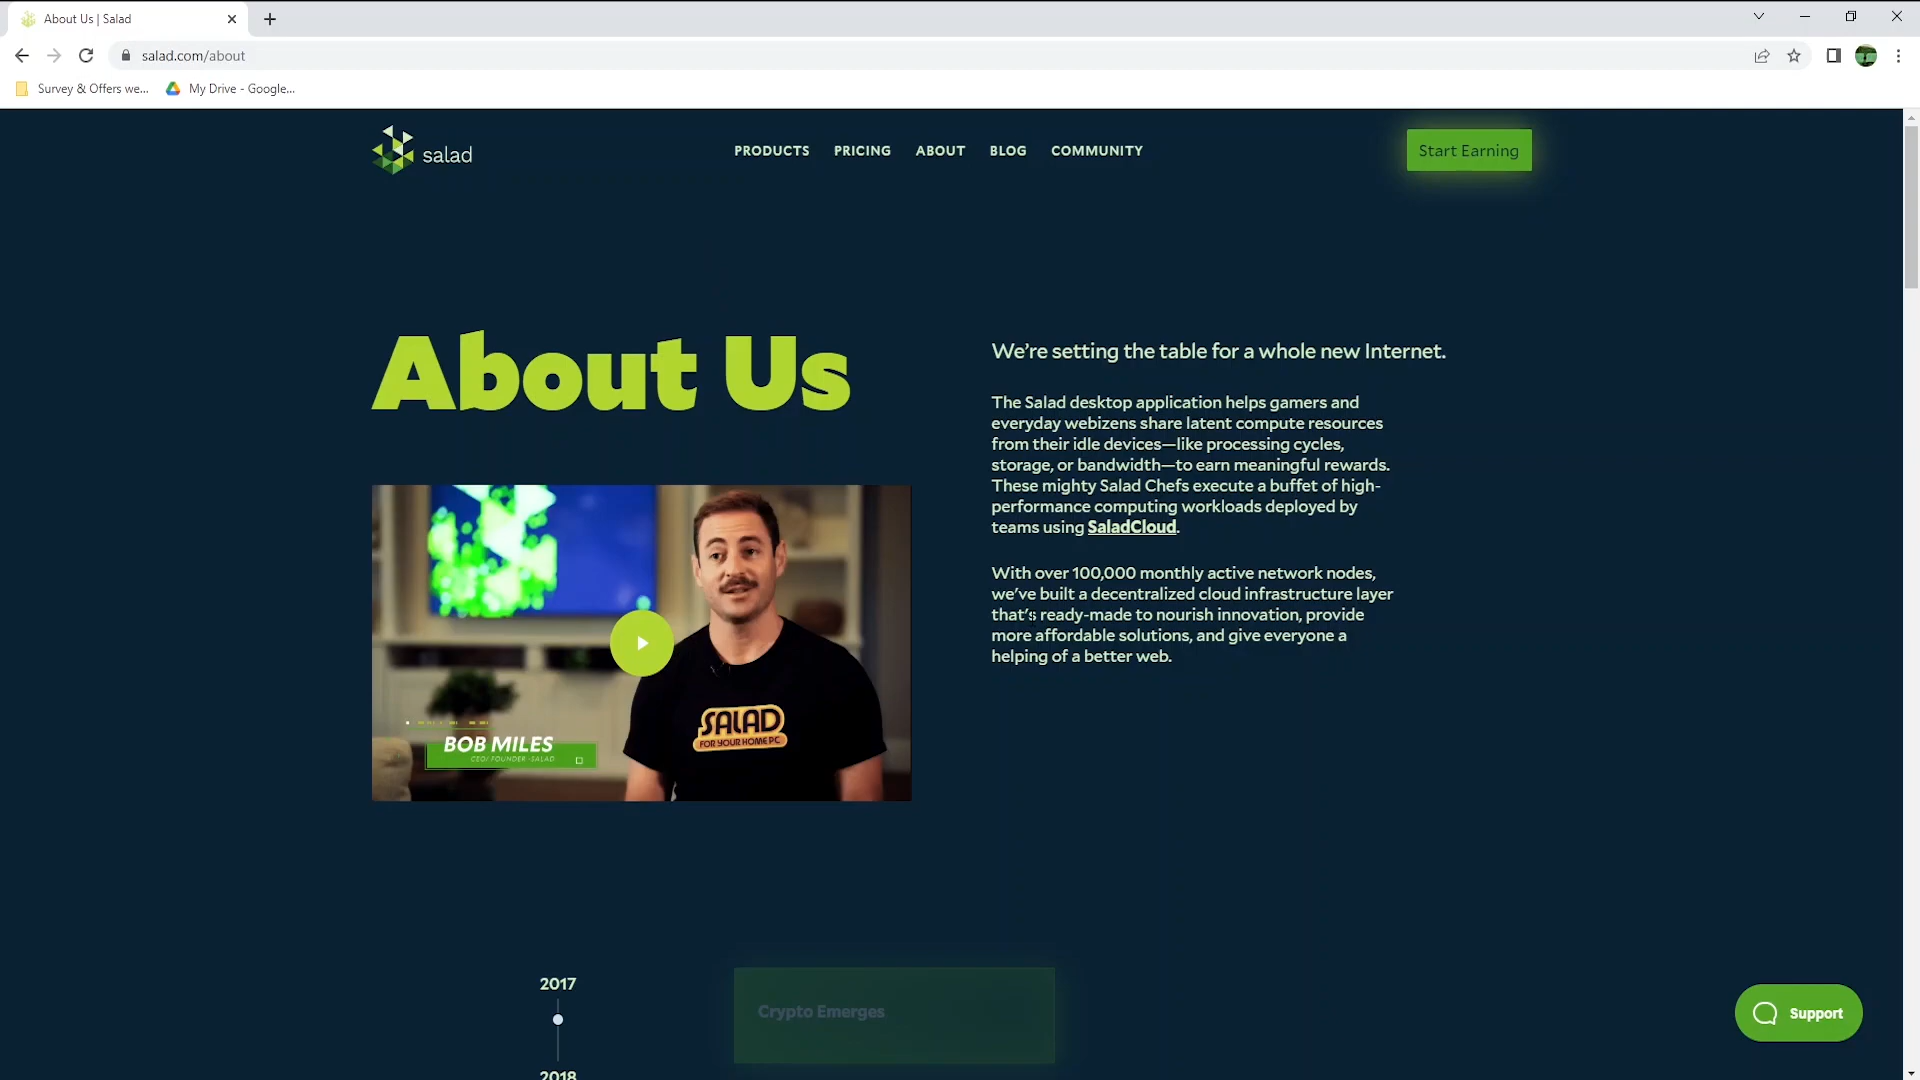 About Us | Salad
salad.com/about
Survey & Offers we...
My Drive - Google...
salad
PRODUCTS
PRICING
ABOUT
BLOG
COMMUNITY
Start Earning
About Us
We're setting the table for a whole new Internet.
The Salad desktop application helps gamers and
everyday webizens share latent compute resources
from their idle devices—like processing cycles,
storage, or bandwidth—to earn meaningful rewards.
These mighty Salad Chefs execute a buffet of high-
performance computing workloads deployed by
teams using SaladCloud.
With over 100,000 monthly active network nodes,
we've built a decentralized cloud infrastructure layer
that's ready-made to nourish innovation, provide
more affordable solutions, and give everyone a
helping of a better web.
SALAD
FOR YOUR HOME PC
BOB MILES
CEO/ FOUNDER -SALAD
2017
Crypto Emerges
2018
Support